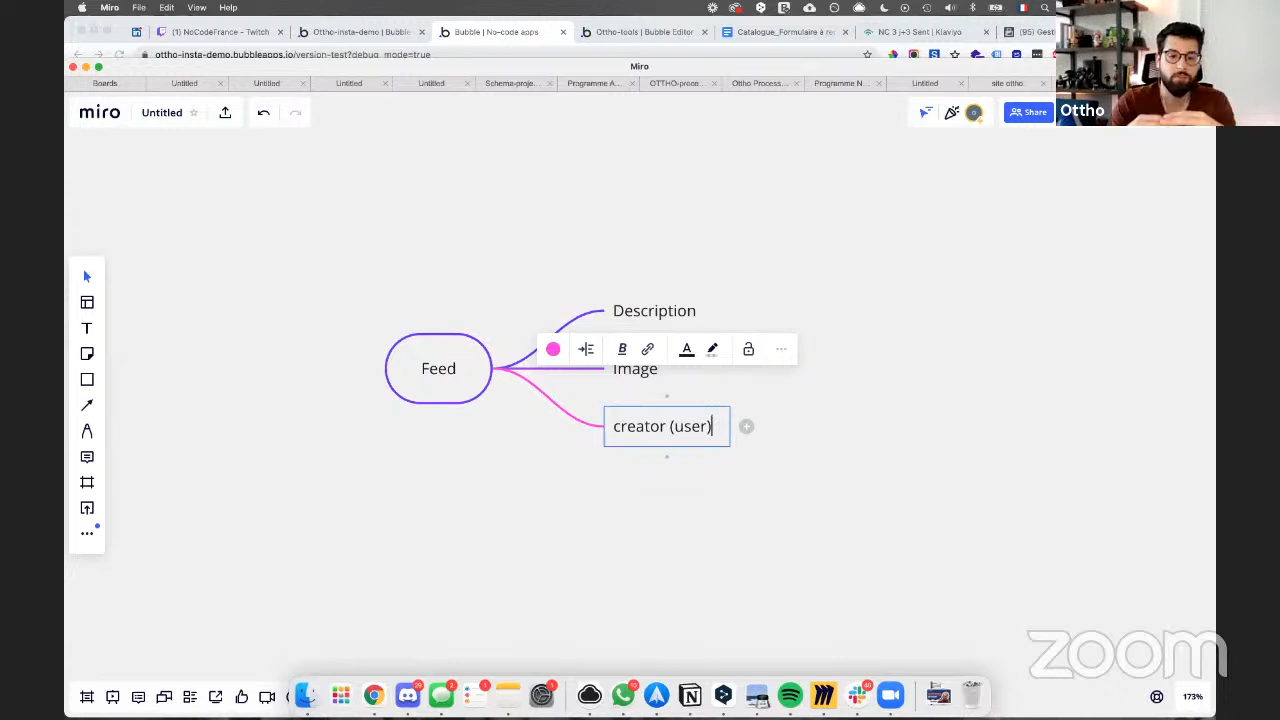 Miro File Edit View Help
(1) NoCodeFrance - Twitch
Ottho-insta-demo | Bubble
Bubble | No-code apps
Ottho-tools | Bubble Editor
Catalogue_Formulaire à re
NC 3 j+3 Sent | Klaviyo
(95) Gesti
ottho-insta-demo.bubbleapps.io/version-test?debug_mode=true
Miro
Boards
Untitled
Untitled
Untitled
Untitled
Schema-proje...
Programme A...
OTTHO-proce...
Ottho Process...
Programme N...
Untitled
site ottho
miro
Untitled
Share
Ottho
Description
Feed
Image
creator (user)
B
A
T
zoom
173%